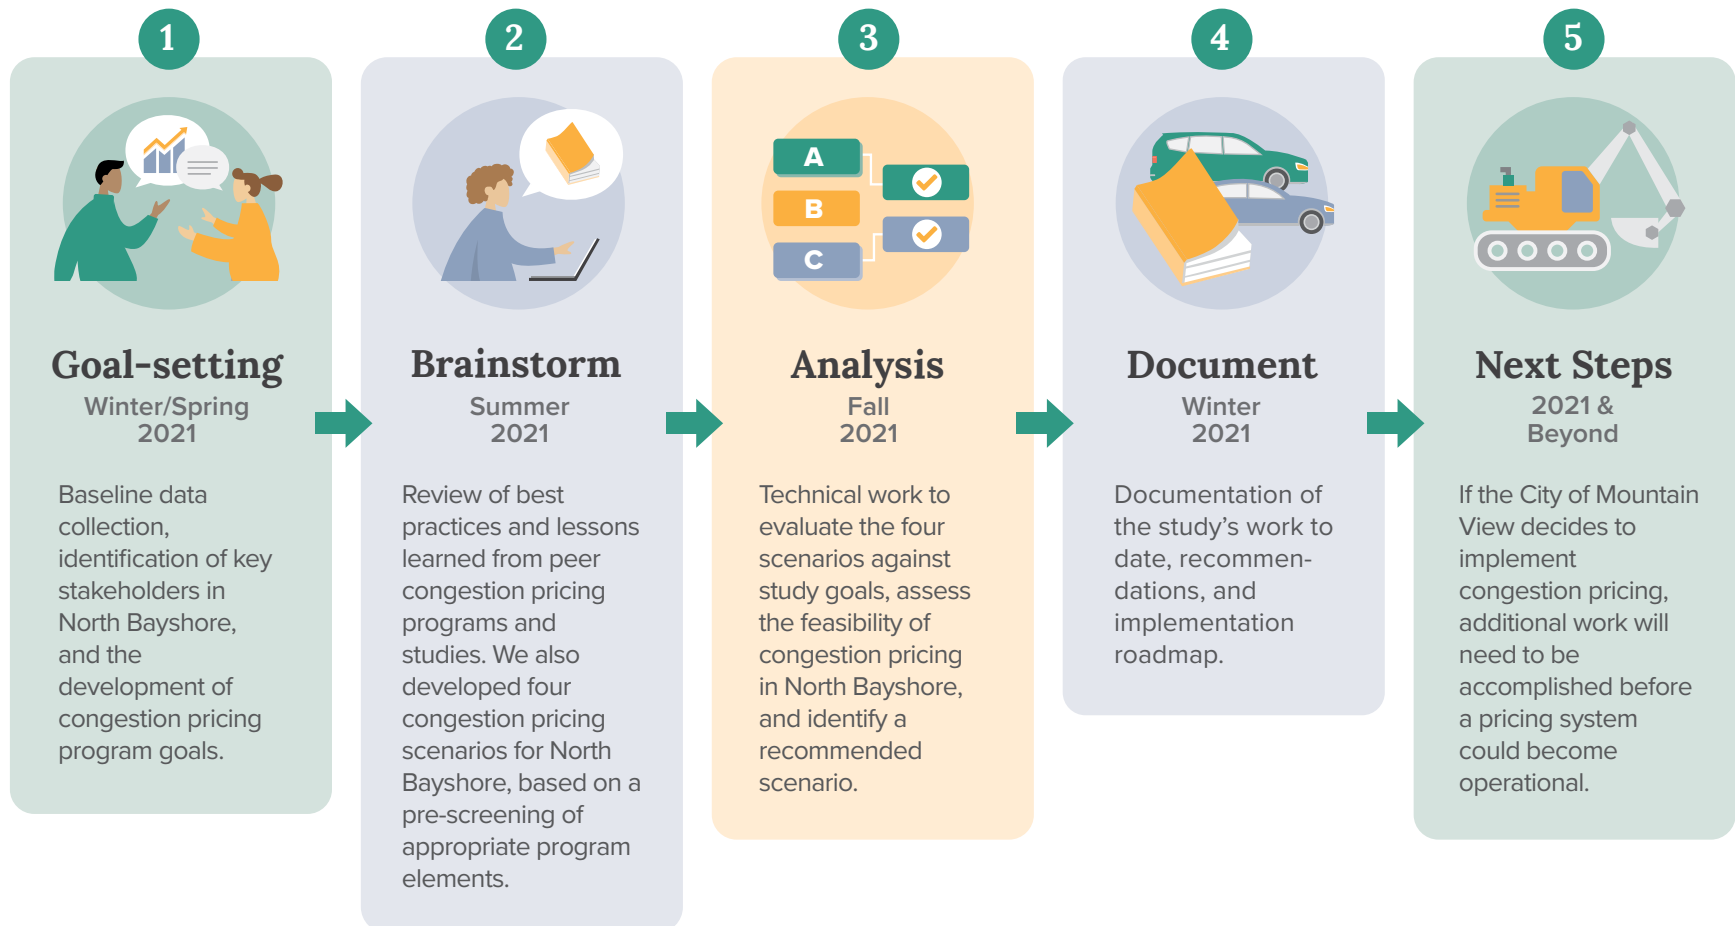 1
Goal-setting
Winter/Spring
2021
Baseline data
collection,
identification of key
stakeholders in
North Bayshore,
and the
development of
congestion pricing
program goals.
2
Brainstorm
Summer
2021
Review of best
practices and lessons
learned from peer
congestion pricing
programs and
studies. We also
developed four
congestion pricing
scenarios for North
Bayshore, based on a
pre-screening of
appropriate program
elements.
3
A
B
C
Analysis
Fall
2021
Technical work to
evaluate the four
scenarios against
study goals, assess
the feasibility of
congestion pricing
in North Bayshore,
and identify a
recommended
scenario.
4
Document
Winter
2021
Documentation of
the study’s work to
date, recommen-
dations, and
implementation
roadmap.
5
Next Steps
2021 &
Beyond
If the City of Mountain
View decides to
implement
congestion pricing,
additional work will
need to be
accomplished before
a pricing system
could become
operational.